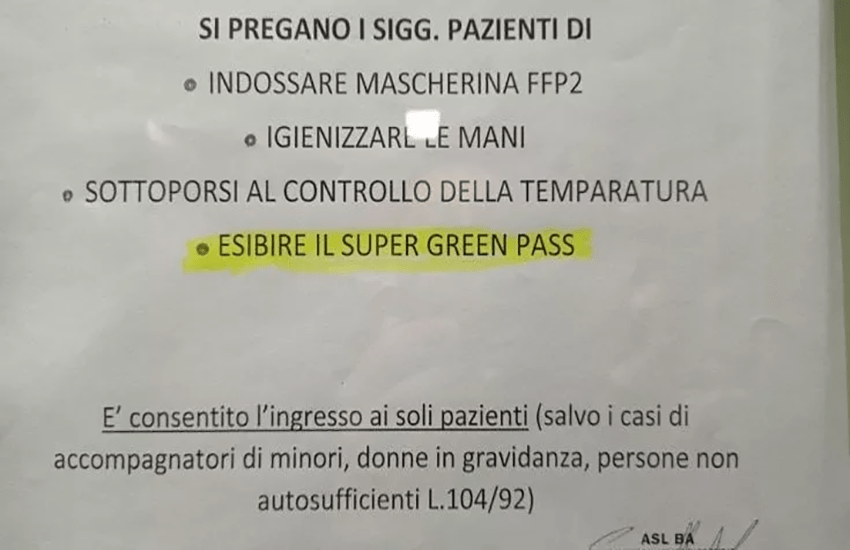 SI PREGANO I SIGG. PAZIENTI DI
• INDOSSARE MASCHERINA FFP2
• IGIENIZZARE LE MANI
• SOTTOPORSI AL CONTROLLO DELLA TEMPARATURA
• ESIBIRE IL SUPER GREEN PASS
E' consentito l'ingresso ai soli pazienti (salvo i casi di
accompagnatori di minori, donne in gravidanza, persone non
autosufficienti L.104/92)
ASL BA